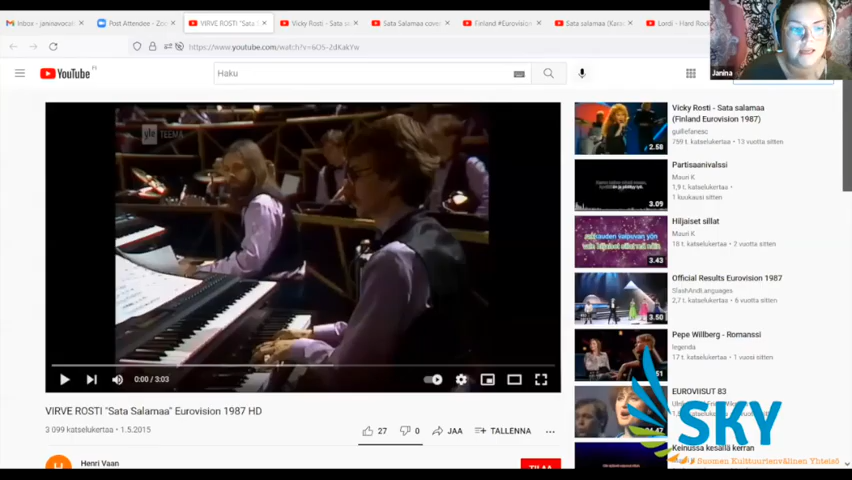 Inbox - janinavocat
Post Attendee - Zoo
VIRVE ROSTI "Sata S
Vicky Rosti - Sata s
Sata Salamaa cove
Finland #Eurovision
Sata salamaa (Kara
Lordi - Hard Rock
https://www.youtube.com/watch?v=6OS-2dKakYw
Janina
YouTube FI
Haku
yle TEEMA
0:00 / 3:03
VIRVE ROSTI "Sata Salamaa" Eurovision 1987 HD
3 099 katselukertaa • 1.5.2015
27
0
JAA
TALLENNA
Henri Vaan
TILAA
Vicky Rosti - Sata salamaa
(Finland Eurovision 1987)
guillefanesc
759 t. katselukertaa • 13 vuotta sitten
2.58
Partisaanivalssi
Mauri K
1,9 t. katselukertaa •
1 kuukausi sitten
3.09
Hiljaiset sillat
Mauri K
18 t. katselukertaa • 2 vuotta sitten
3.43
Official Results Eurovision 1987
SlashAndLanguages
2,7 t. katselukertaa • 6 vuotta sitten
3.50
Pepe Willberg - Romanssi
legenda
17 t. katselukertaa • 1 vuosi sitten
EUROVIISUT 83
Keinussa kesäillä kerran
SKY
Suomen Kulttuurienvälinen Yhteisö